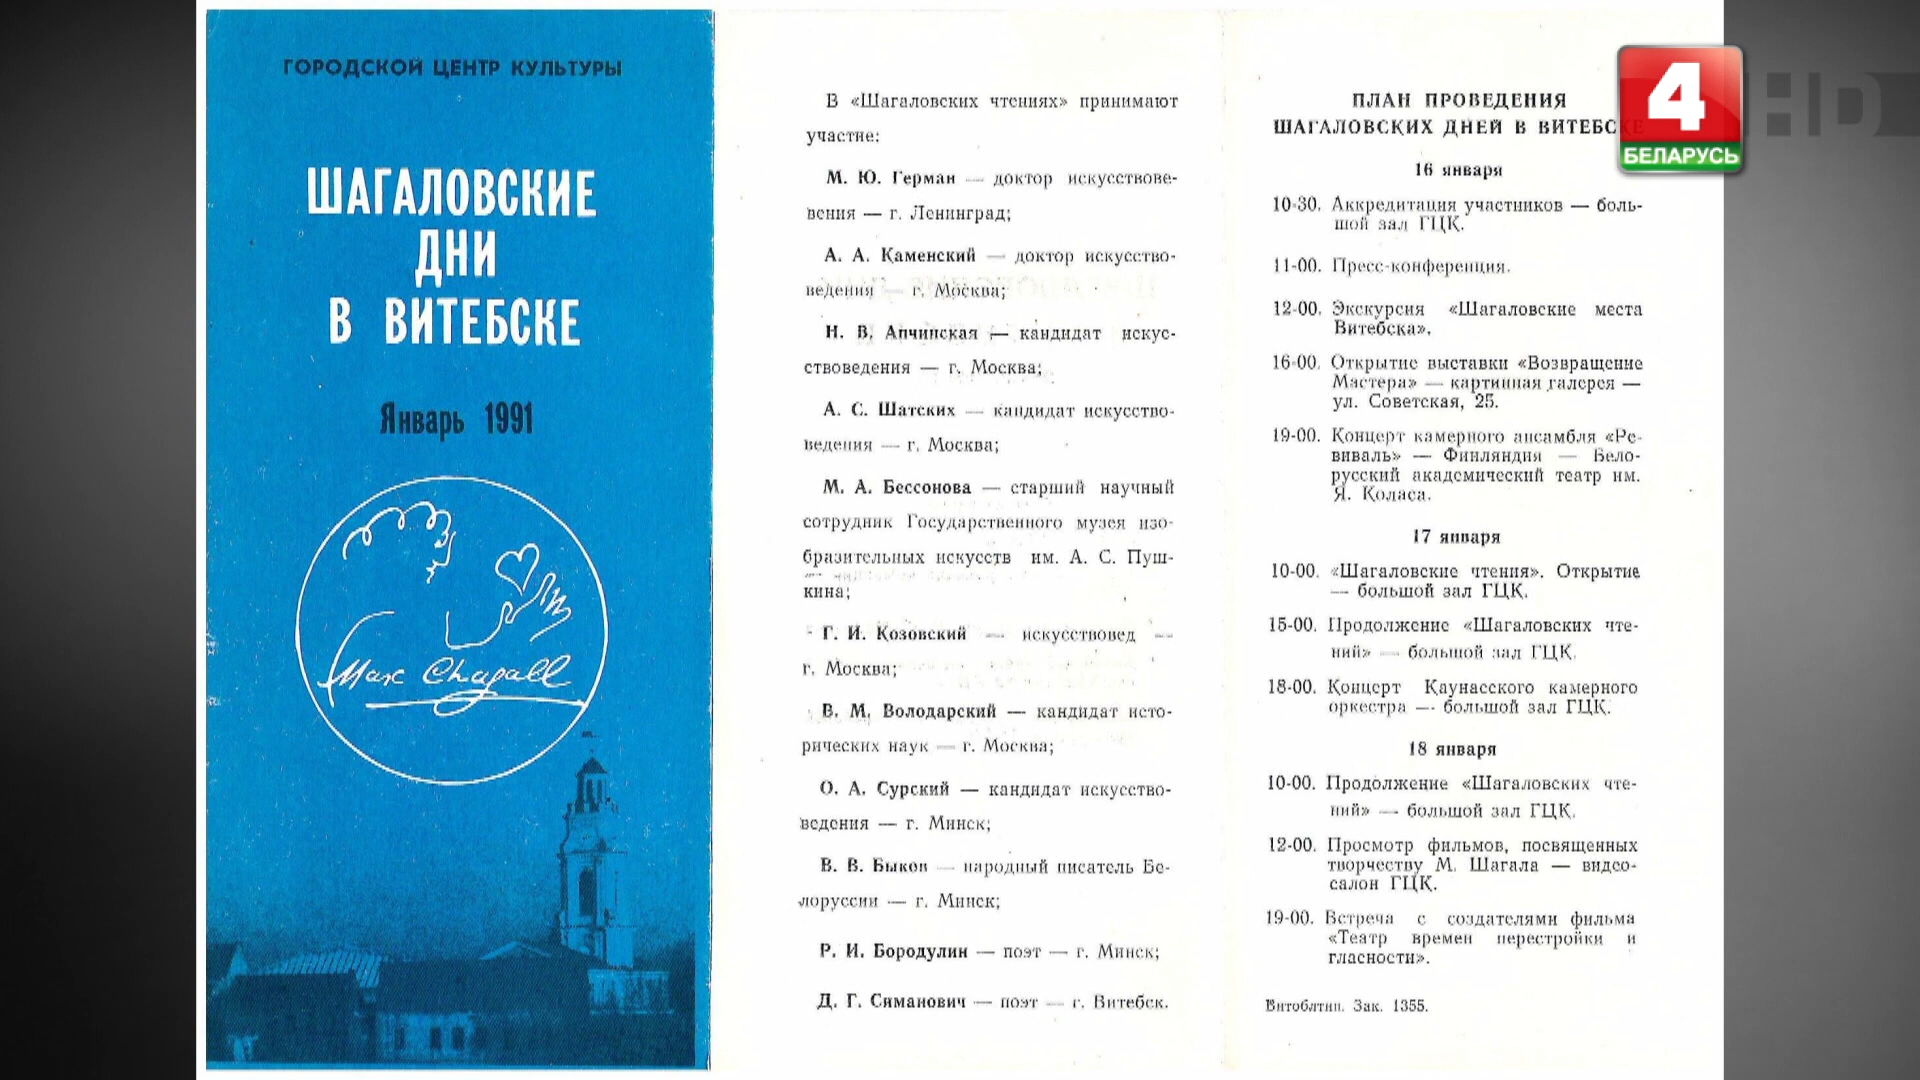 ГОРОДСКОЙ ЦЕНТР КУЛЬТУРЫ
ШАГАЛОВСКИЕ
ДНИ
В ВИТЕБСКЕ
Январь 1991
Marc Chagall
В «Шагаловских чтениях» принимают
участие:
М. Ю. Герман — доктор искусствове-
вения — г. Ленинград;
А. А. Каменский — доктор искусство-
ведения — г. Москва;
Н. В. Апчинская — кандидат искус-
ствоведения — г. Москва;
А. С. Шатских — кандидат искусство-
ведения — г. Москва;
М. А. Бессонова — старший научный
сотрудник Государственного музея изо-
бразительных искусств им. А. С. Пуш-
кина;
Г. И. Козовский — искусствовед —
г. Москва;
В. М. Володарский — кандидат исто-
рических наук — г. Москва;
О. А. Сурский — кандидат искусство-
ведения — г. Минск;
В. В. Быков — народный писатель Бе-
лоруссии — г. Минск;
Р. И. Бородулин — поэт — г. Минск;
Д. Г. Симанович — поэт — г. Витебск.
ПЛАН ПРОВЕДЕНИЯ
ШАГАЛОВСКИХ ДНЕЙ В ВИТЕБСКЕ
16 января
10-30. Аккредитация участников — боль-
шой зал ГЦК.
11-00. Пресс-конференция.
12-00. Экскурсия «Шагаловские места
Витебска».
16-00. Открытие выставки «Возвращение
Мастера» — картинная галерея —
ул. Советская, 25.
19-00. Концерт камерного ансамбля «Ре-
виваль» — Финляндия — Бело-
русский академический театр им.
Я. Коласа.
17 января
10-00. «Шагаловские чтения». Открытие
— большой зал ГЦК.
15-00. Продолжение «Шагаловских чте-
ний» — большой зал ГЦК.
18-00. Концерт Каунасского камерного
оркестра — большой зал ГЦК.
18 января
10-00. Продолжение «Шагаловских чте-
ний» — большой зал ГЦК.
12-00. Просмотр фильмов, посвященных
творчеству М. Шагала — видео-
салон ГЦК.
19-00. Встреча с создателями фильма
«Театр времен перестройки и
гласности».
Витоблтип. Зак. 1355.
4 HD
БЕЛАРУСЬ